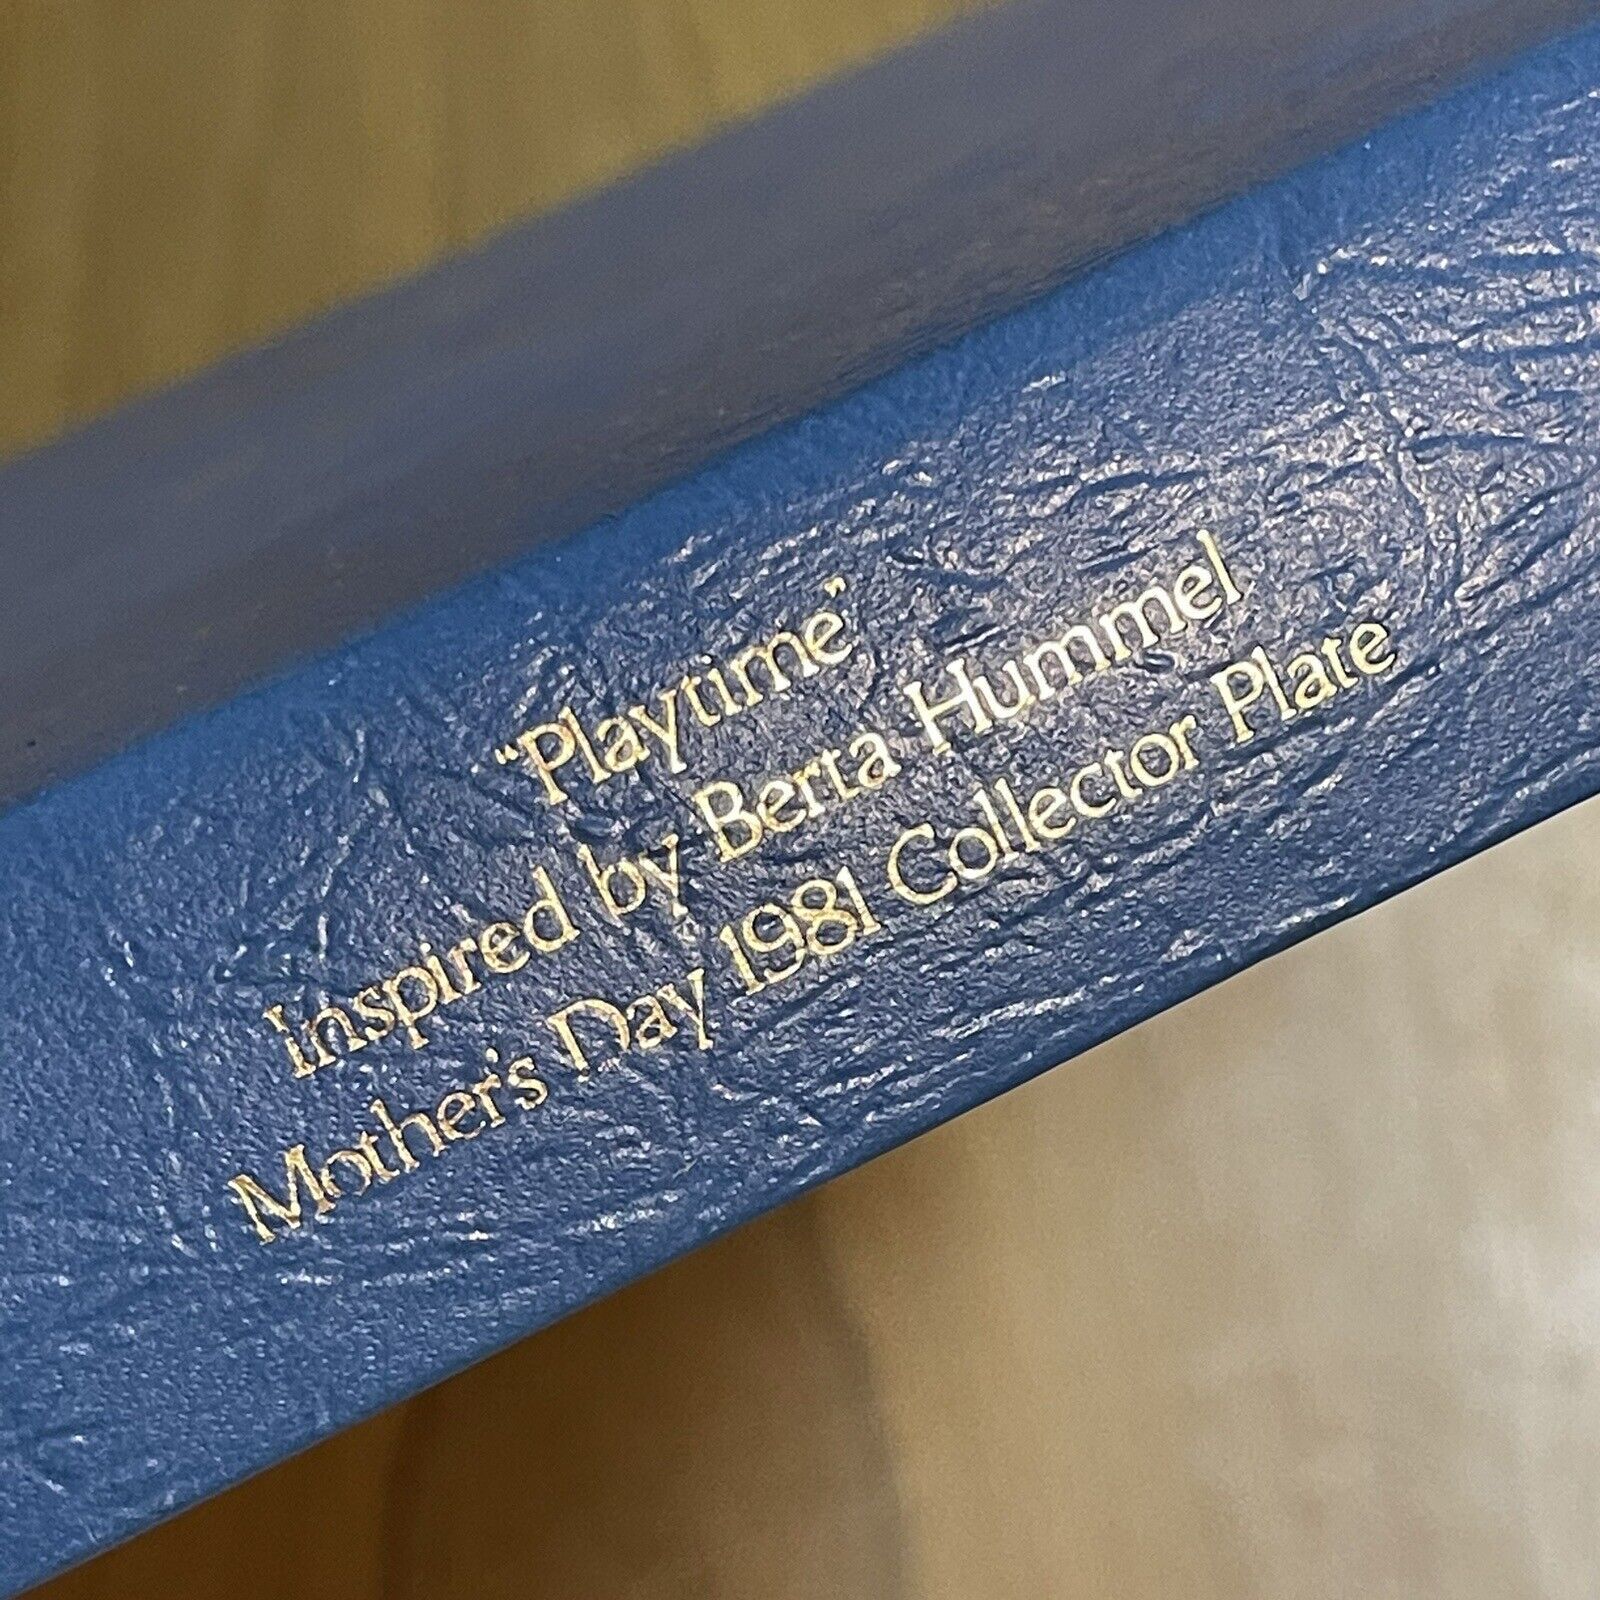 "Playtime"
Inspired by Berta Hummel
Mother's Day 1981 Collector Plate